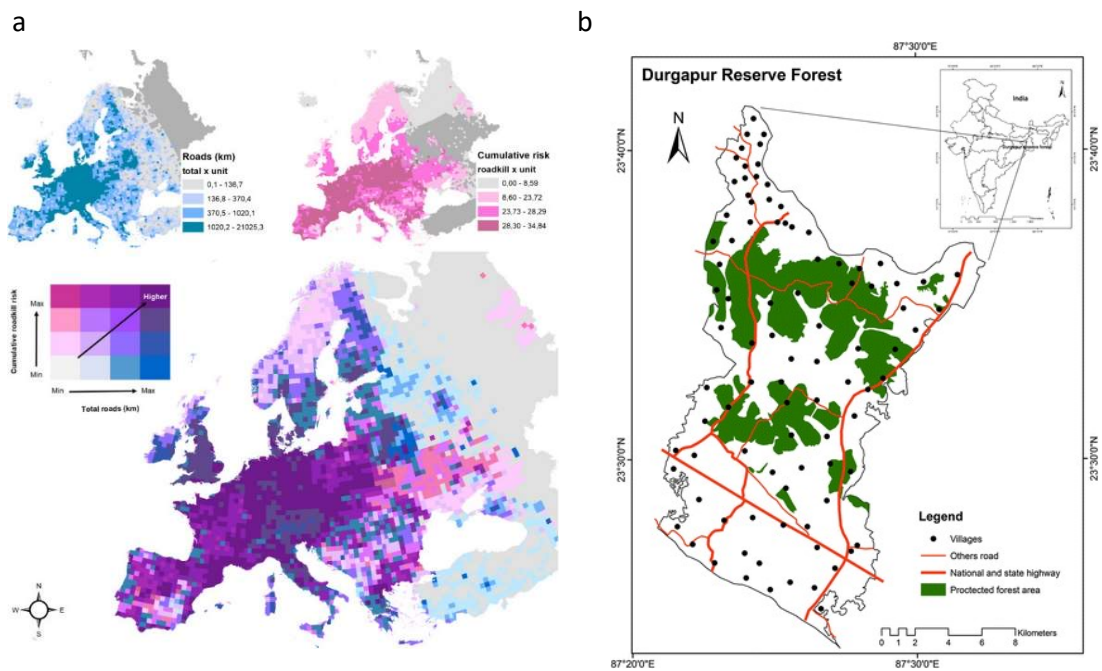 a
Roads (km)
total x unit
0,1 - 136,7
136,8 - 370,4
370,5 - 1020,1
1020,2 - 21025,3
Cumulative risk
roadkill x unit
0,00 - 8,59
8,60 - 23,72
23,73 - 28,29
28,30 - 34,84
Cumulative roadkill risk
Max
Min
Higher
Min
Max
Total roads (km)
N
W
E
S
b
87°30'0"E
Durgapur Reserve Forest
N
India
N
Durgapur reserve forest
23°40'0"N
23°40'0"N
23°30'0"N
23°30'0"N
Legend
Villages
Others road
National and state highway
Proctected forest area
Kilometers
0 1 2 4 6 8
87°20'0"E
87°30'0"E